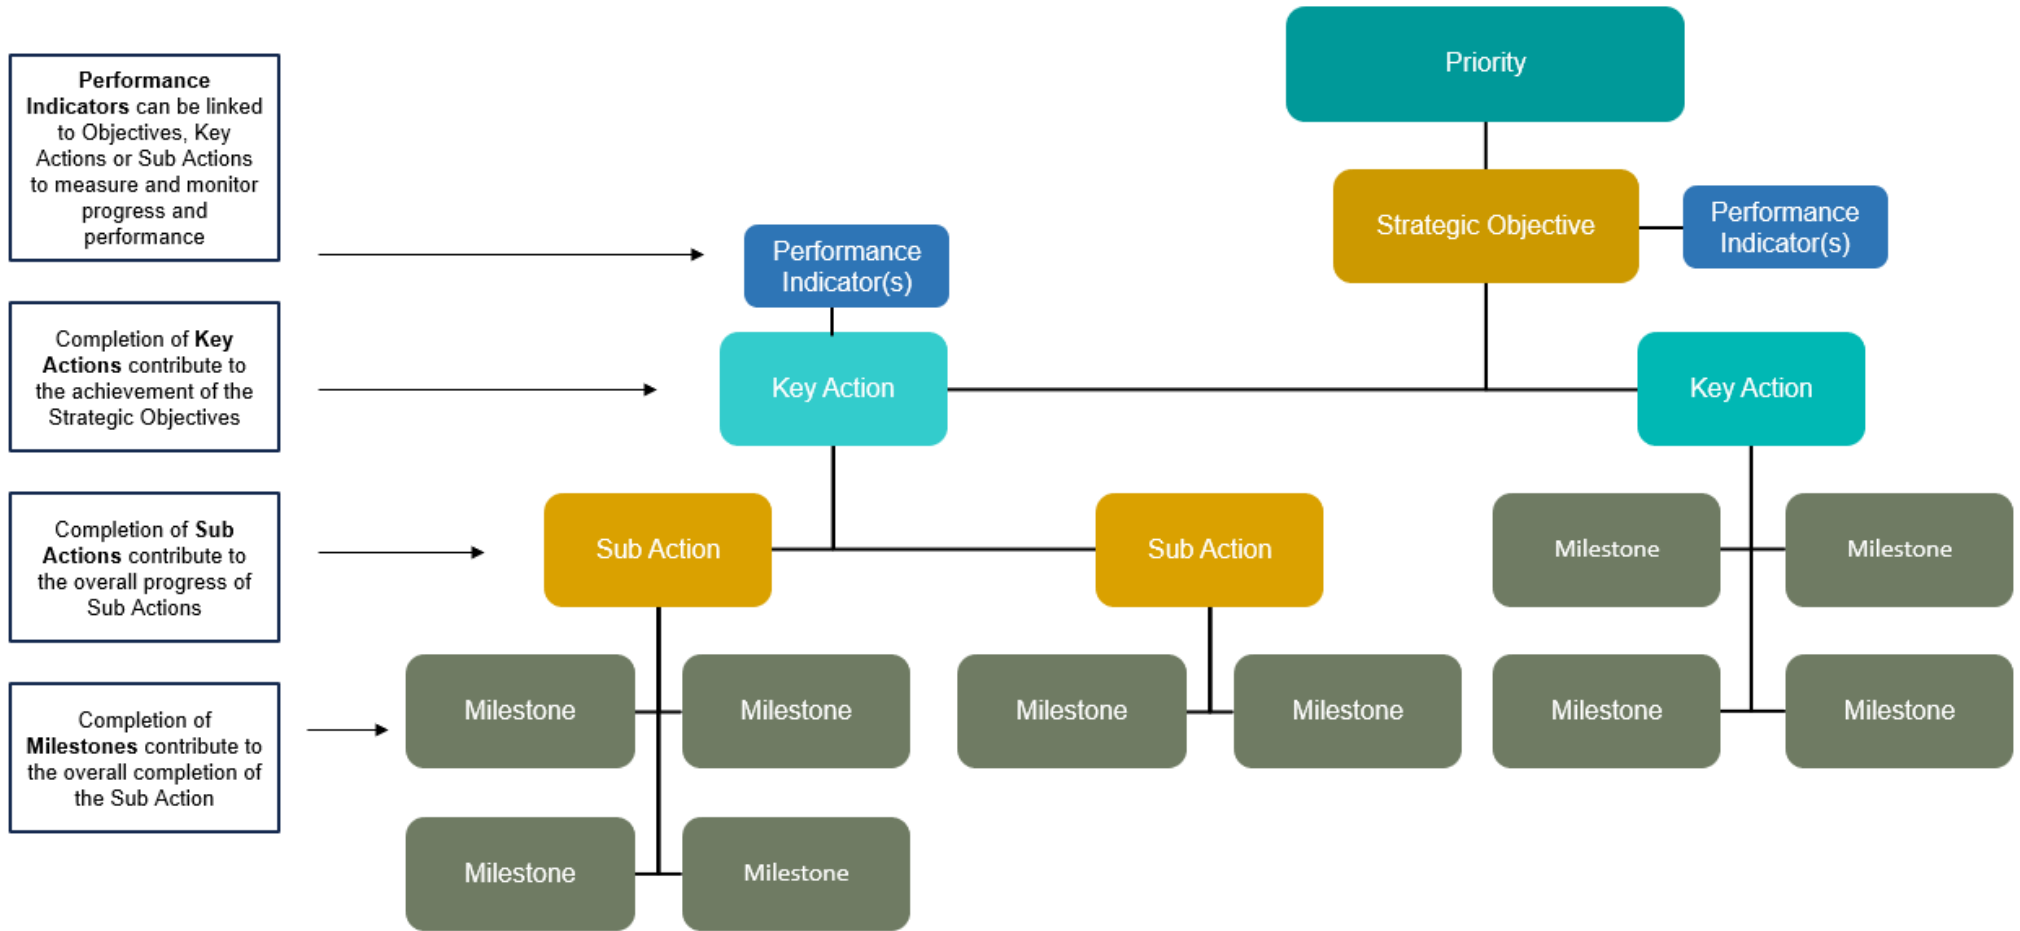 Performance
Indicators can be linked
to Objectives, Key
Actions or Sub Actions
to measure and monitor
progress and
performance
Completion of Key
Actions contribute to
the achievement of the
Strategic Objectives
Completion of Sub
Actions contribute to
the overall progress of
Sub Actions
Completion of
Milestones contribute to
the overall completion of
the Sub Action
Priority
Strategic Objective
Performance
Indicator(s)
Performance
Indicator(s)
Key Action
Key Action
Sub Action
Sub Action
Milestone
Milestone
Milestone
Milestone
Milestone
Milestone
Milestone
Milestone
Milestone
Milestone